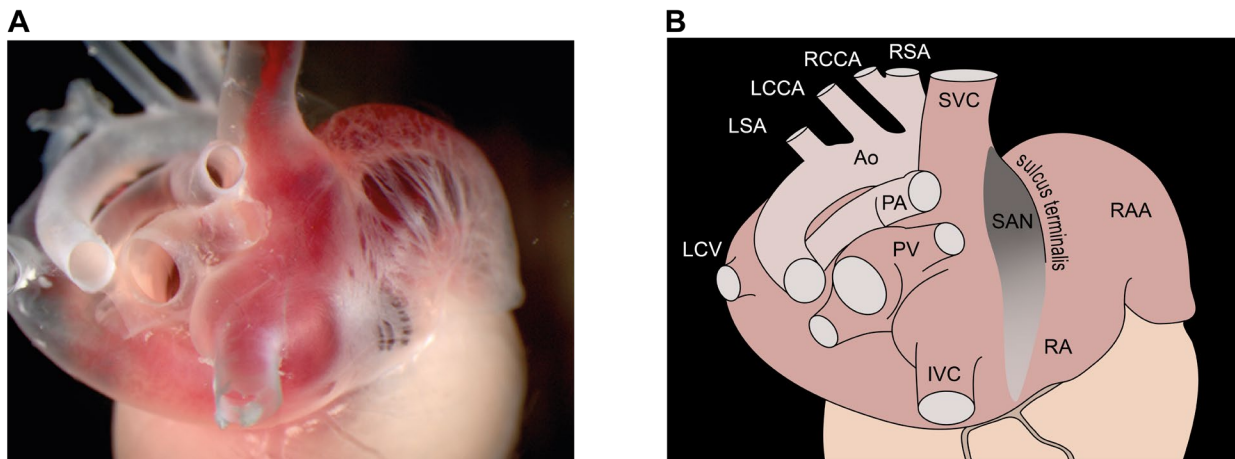 A
B
RSA
RCCA
LCCA
SVC
LSA
Ao
sulcus terminalis
PA
RAA
SAN
LCV
PV
RA
IVC